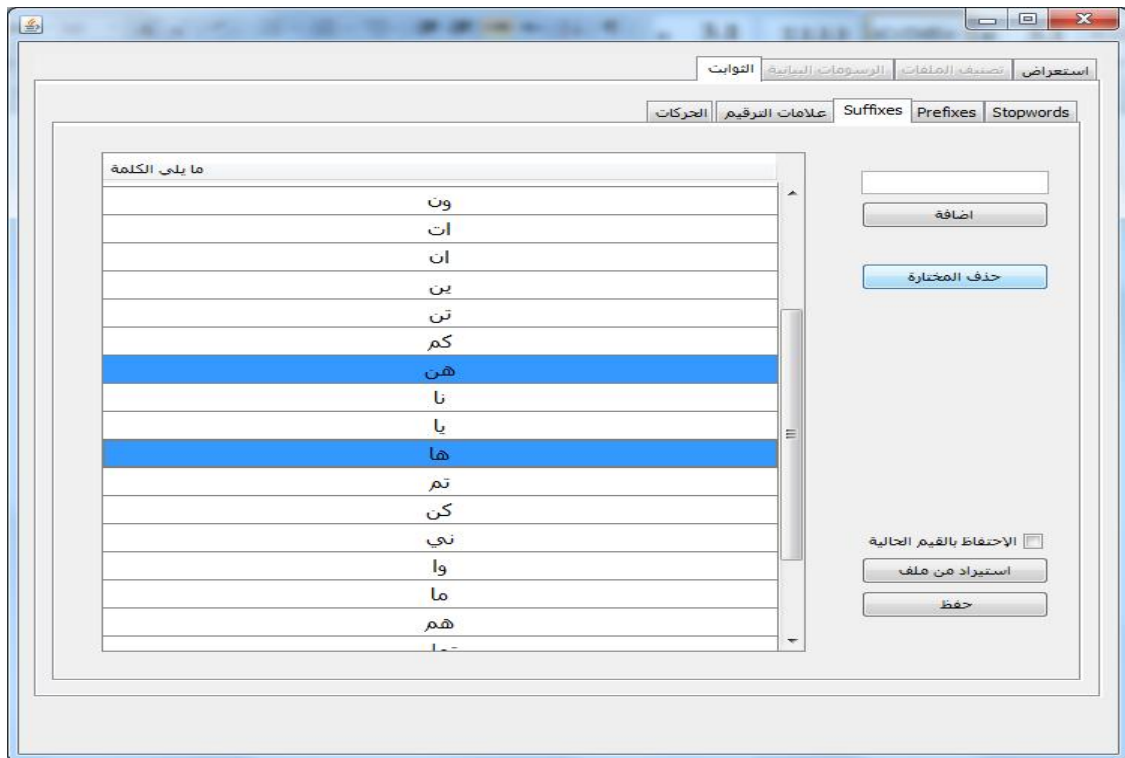 استعراض تصنيف الملفات الرسومات البيانية الثوابت
Stopwords Prefixes Suffixes علامات الترقيم الحركات
ما يلي الكلمة
ون
ات
ان
ين
تن
كم
هن
نا
يا
ها
تم
كن
ني
وا
ما
هم
اضافة
حذف المختارة
الإحتفاظ بالقيم الحالية
استيراد من ملف
حفظ